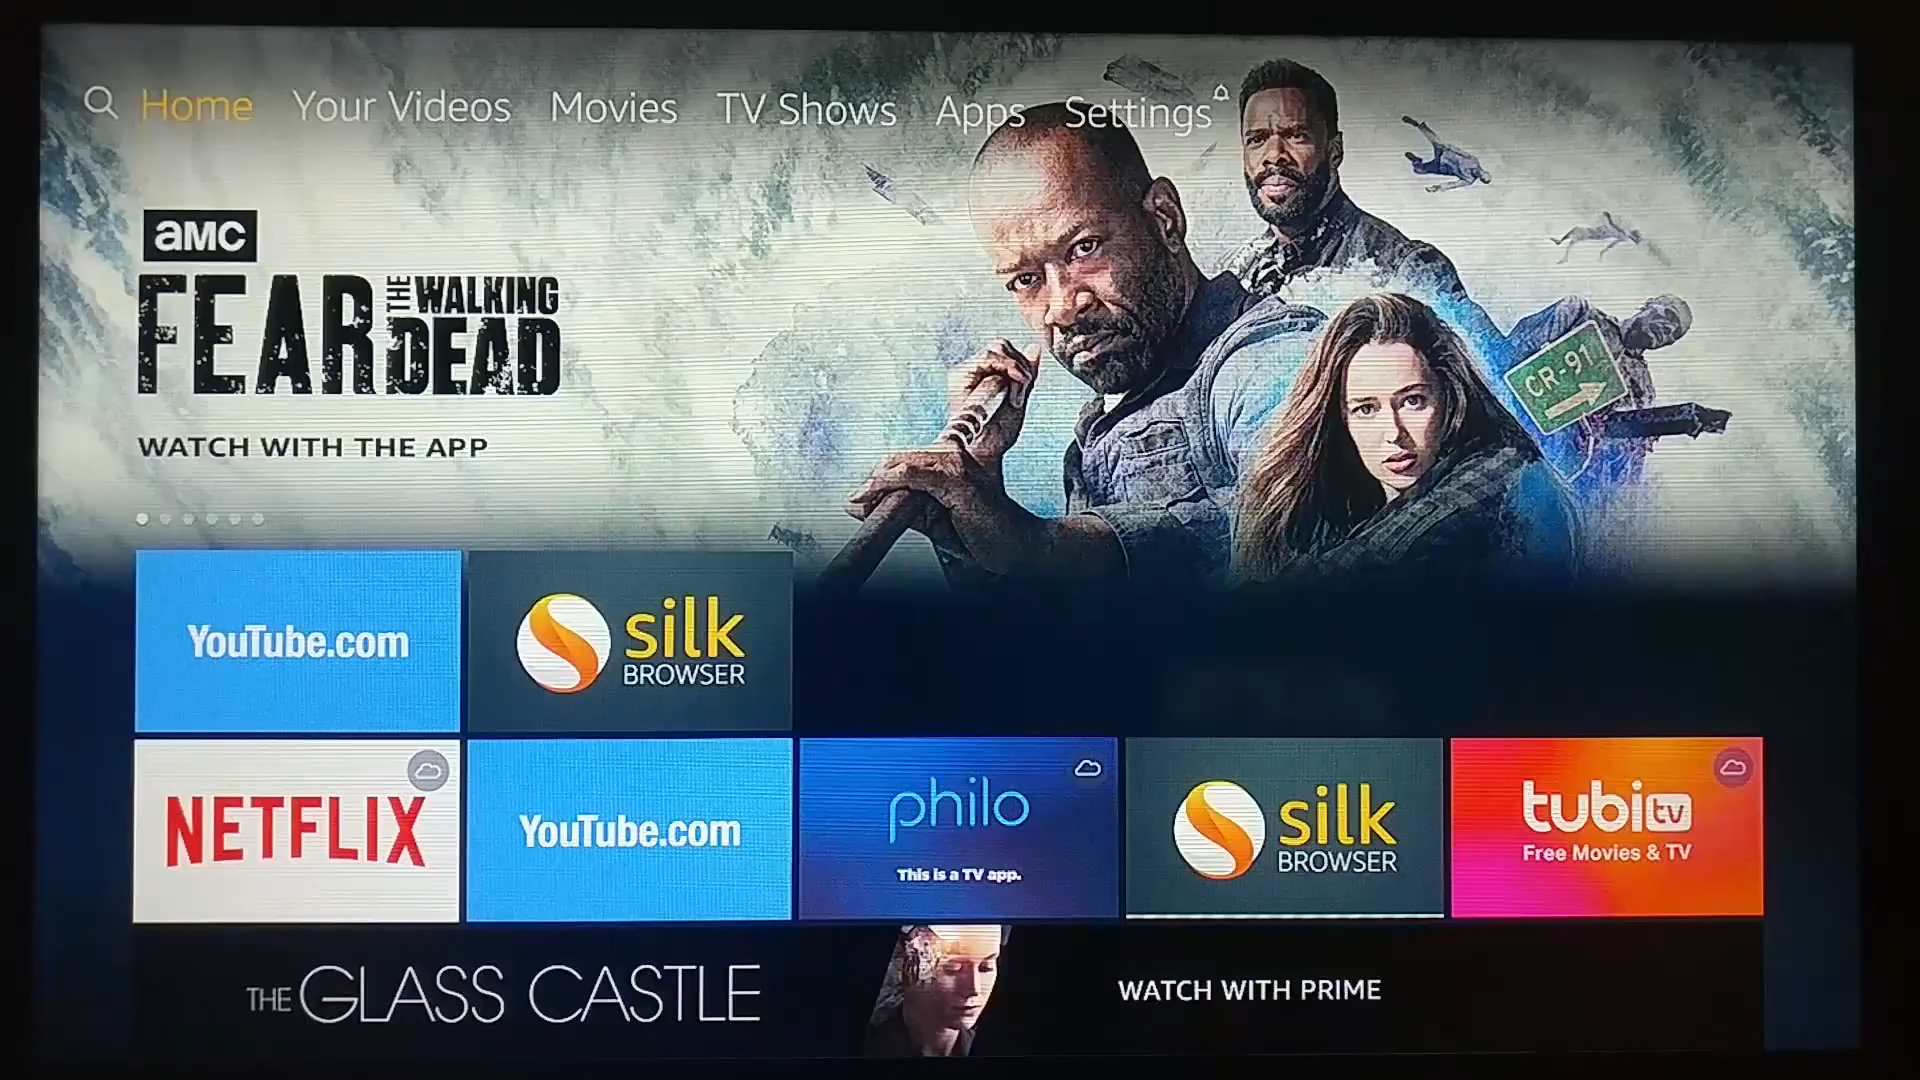 Home Your Videos Movies TV Shows Apps Settings
aMC
FEAR THE WALKING DEAD
WATCH WITH THE APP
CR-91
YouTube.com
silk
BROWSER
NETFLIX
YouTube.com
philo
This is a TV app.
silk
BROWSER
tubi tv
Free Movies & TV
THE GLASS CASTLE
WATCH WITH PRIME